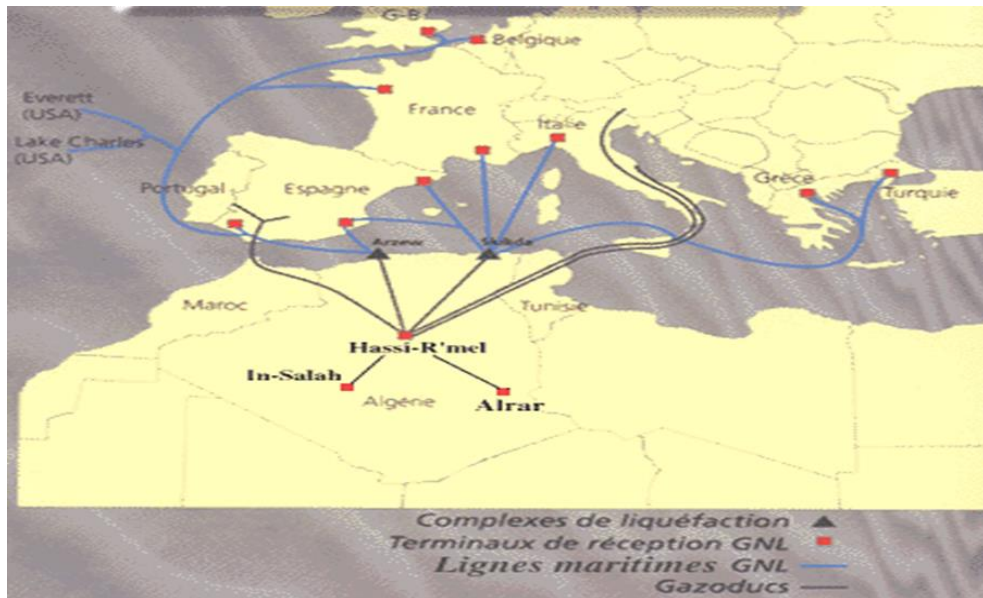 G-B
Belgique
Everett
(USA)
France
Lake Charles
(USA)
Italie
Portugal
Espagne
Grèce
Turquie
Arzew
Skikda
Maroc
Tunisie
Hassi-R'mel
In-Salah
Algérie
Alrar
Complexes de liquéfaction
Terminaux de réception GNL
Lignes maritimes GNL
Gazoducs